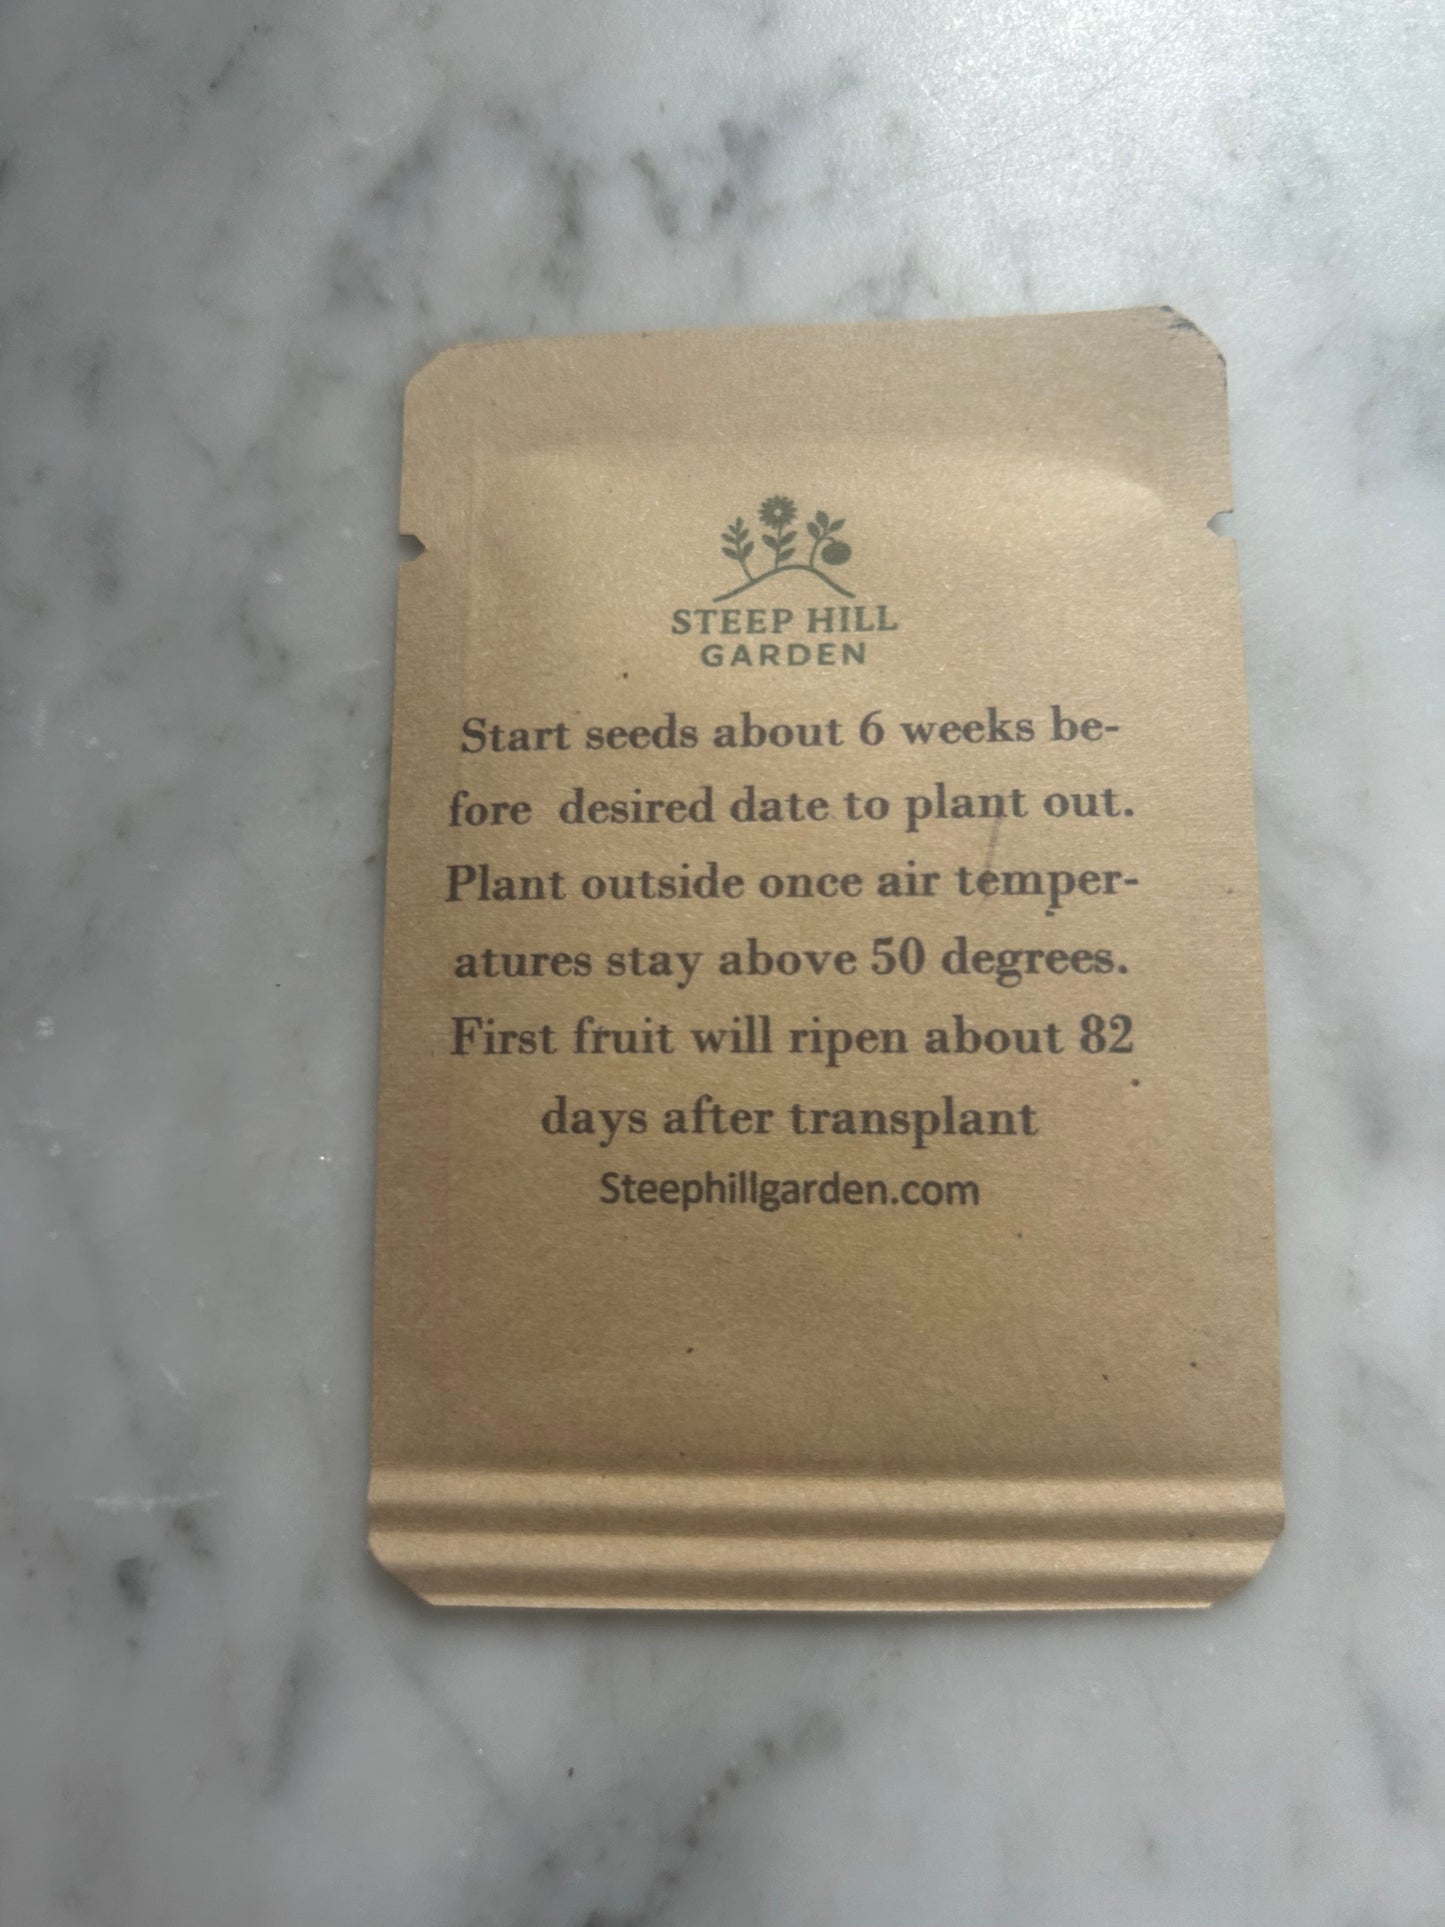 STEEP HILL
GARDEN
Start seeds about 6 weeks be-
fore desired date to plant out.
Plant outside once air temper-
atures stay above 50 degrees.
First fruit will ripen about 82
days after transplant
Steephillgarden.com